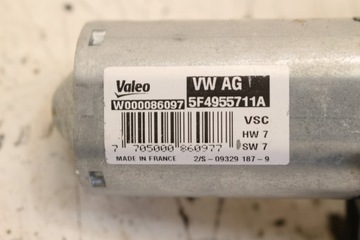 Valeo VW AG
W000086097 5F4955711A
VSC
HW 7
7 705000 860977 SW 7
MADE IN FRANCE 2/S - 09329 187 - 9